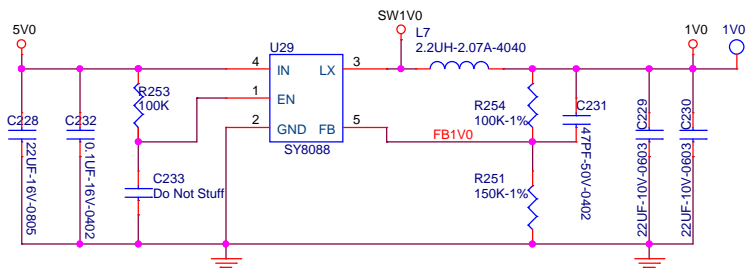 SW1V0
5V0
U29
L7
2.2UH-2.07A-4040
1V0
1V0
4
IN
LX
3
R253
100K
1
EN
2
GND
FB
5
SY8088
FB1V0
R254
100K-1%
C231
47PF-50V-0402
C229
22UF-10V-0603
C230
22UF-10V-0603
C228
22UF-16V-0805
C232
0.1UF-16V-0402
C233
Do Not Stuff
R251
150K-1%